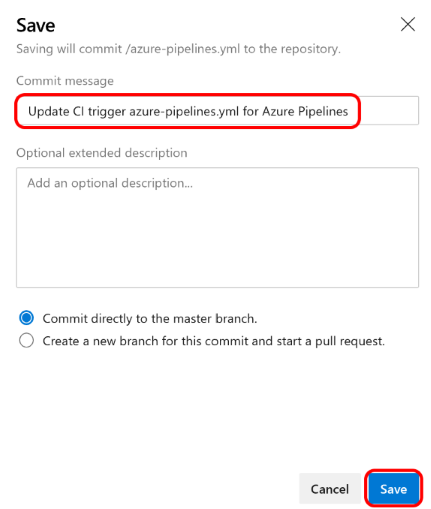 Save
Saving will commit /azure-pipelines.yml to the repository.
Commit message
Update CI trigger azure-pipelines.yml for Azure Pipelines
Optional extended description
Add an optional description...
Commit directly to the master branch.
Create a new branch for this commit and start a pull request.
Cancel
Save